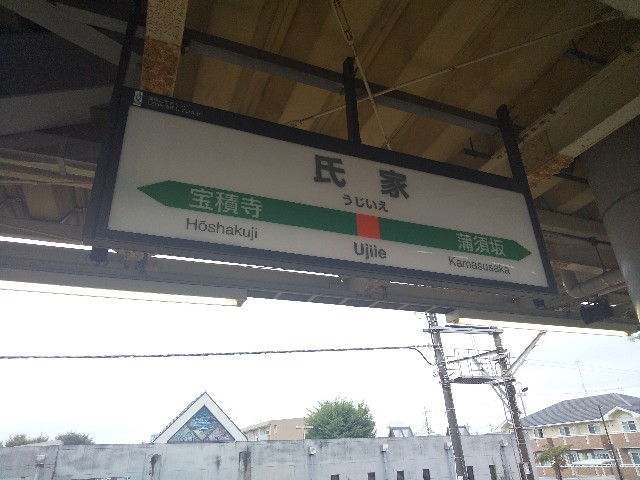 氏家
うじいえ
宝積寺
Hōshakuji
Ujiie
蒲須坂
Kamasusaka